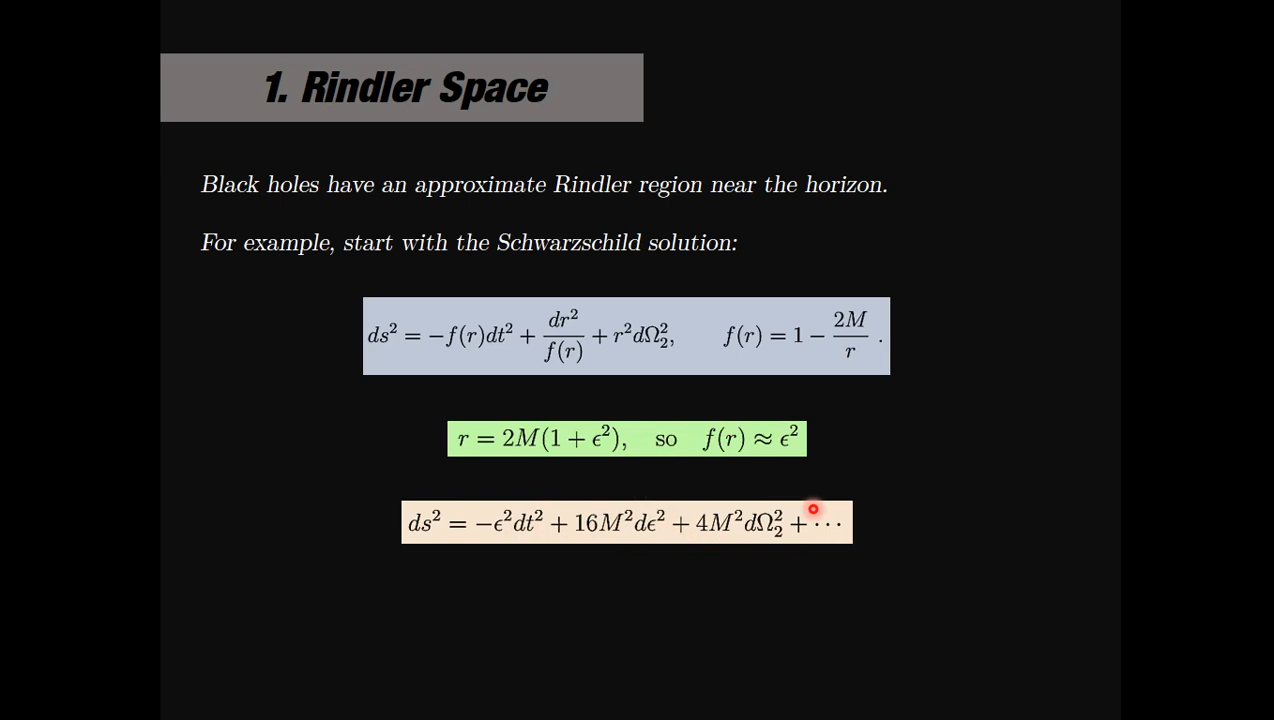 1. Rindler Space
Black holes have an approximate Rindler region near the horizon.
For example, start with the Schwarzschild solution:
ds² = −f(r)dt² + dr²/f(r) + r²dΩ₂², f(r) = 1 − 2M/r .
r = 2M(1 + ϵ²), so f(r) ≈ ϵ²
ds² = −ϵ²dt² + 16M²dϵ² + 4M²dΩ₂² + ⋯